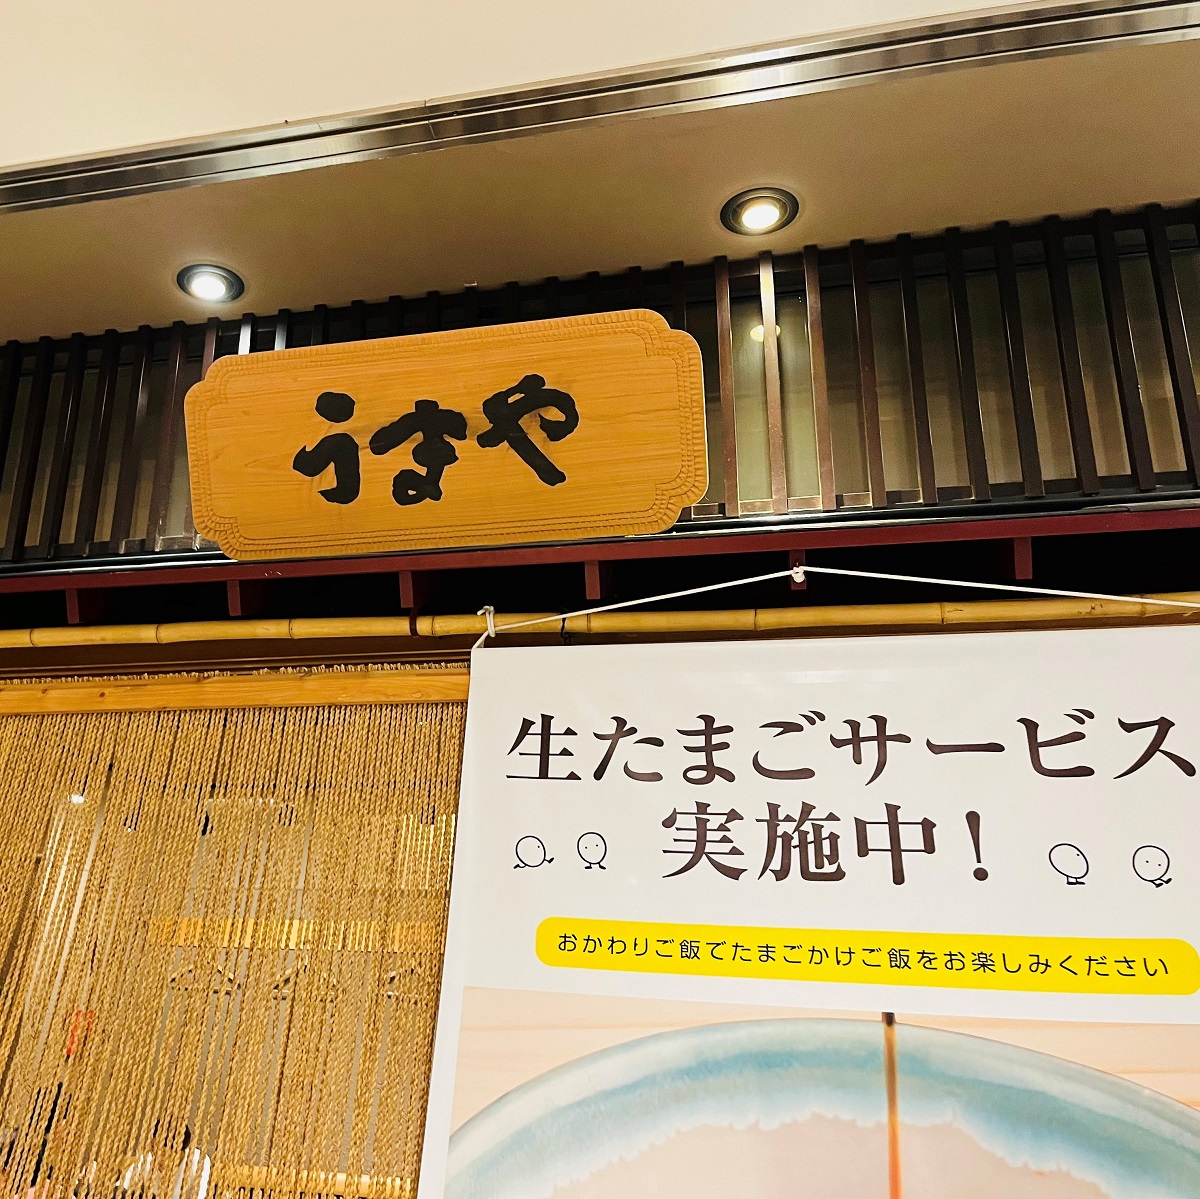 うまや
生たまごサービス
実施中！
おかわりご飯でたまごかけご飯をお楽しみください